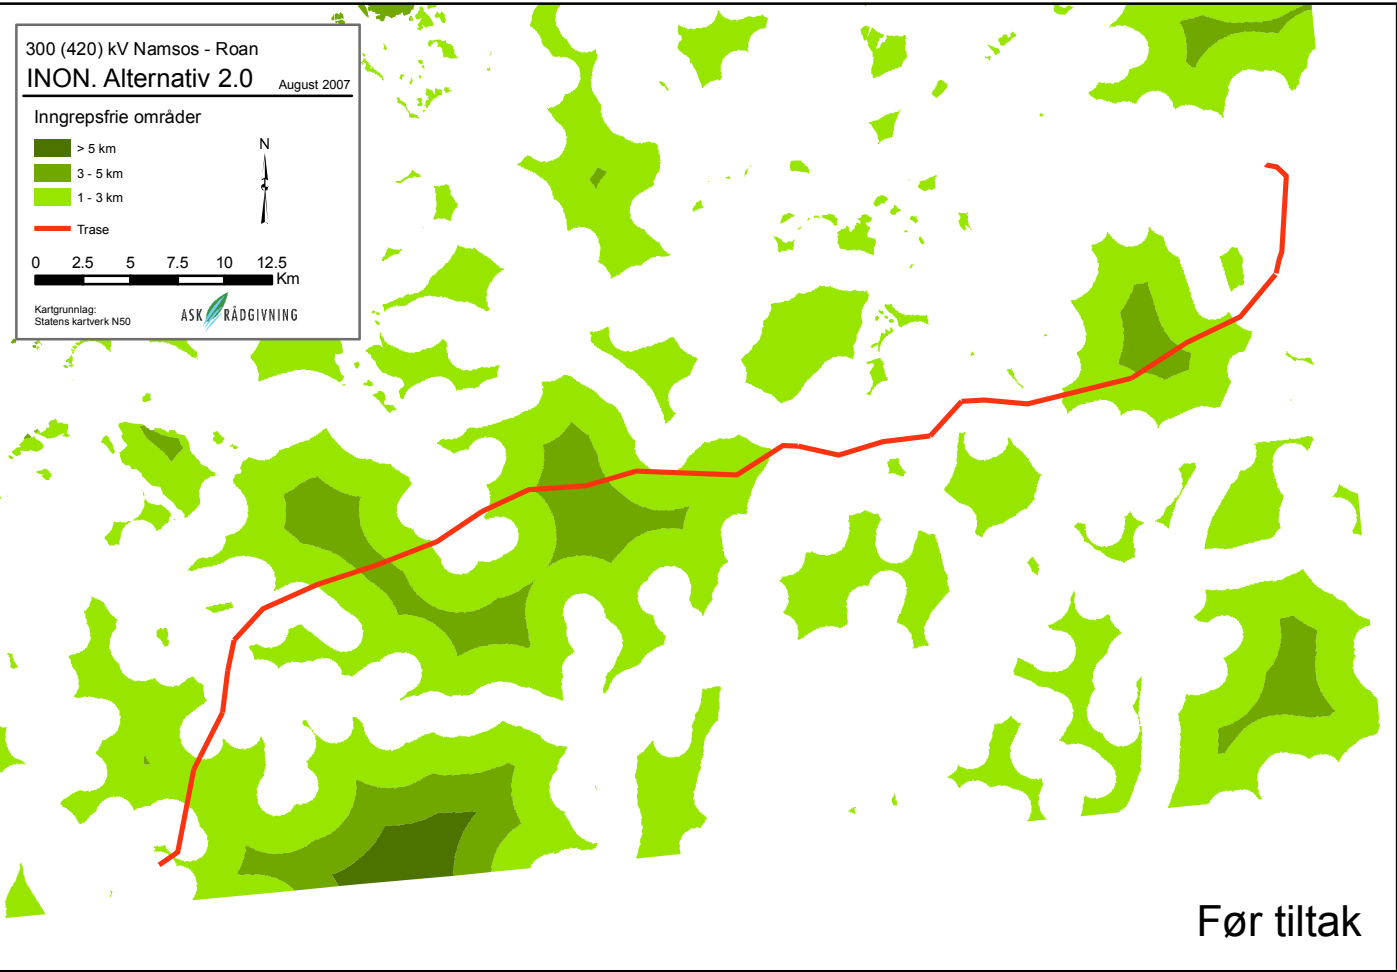 300 (420) kV Namsos - Roan
INON. Alternativ 2.0 August 2007
Inngrepsfrie områder
> 5 km
3 - 5 km
1 - 3 km
Trase
N
0 2.5 5 7.5 10 12.5
Km
Kartgrunnlag:
Statens kartverk N50
ASK RÅDGIVNING
Før tiltak